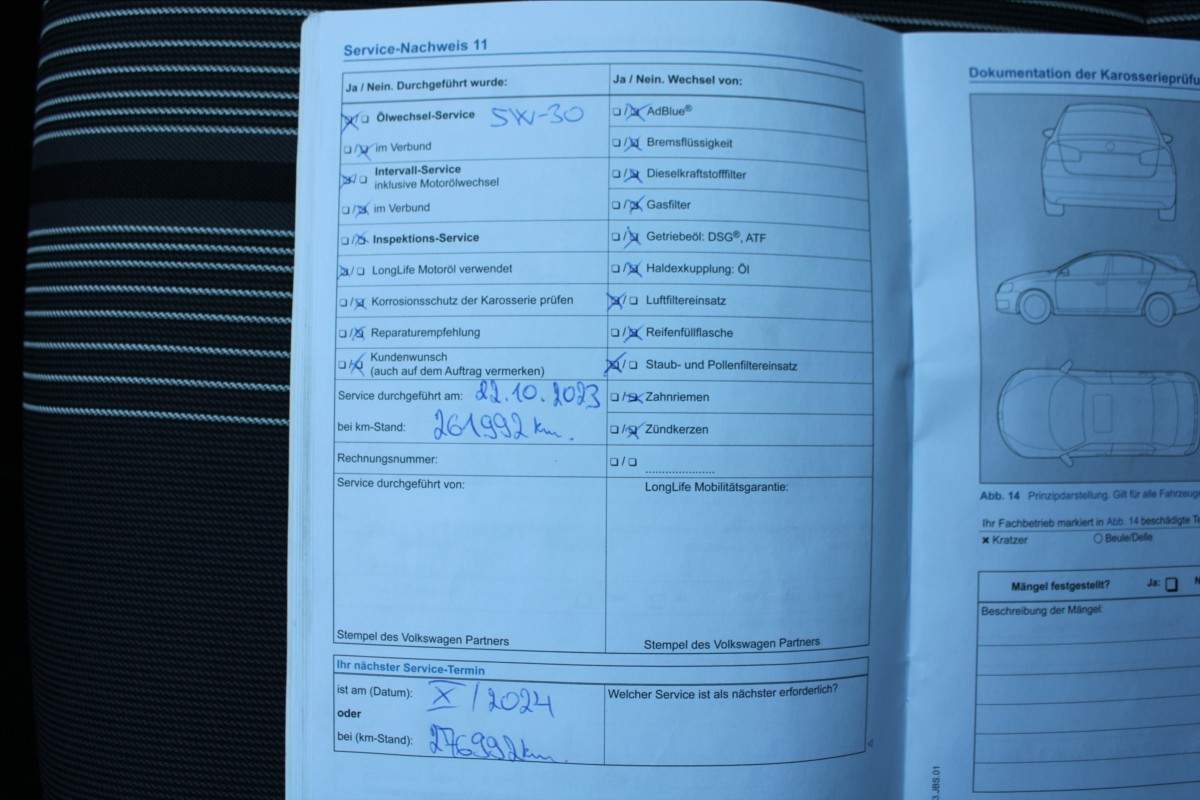 Service-Nachweis 11
Ja / Nein. Durchgeführt wurde:
Ölwechsel-Service 5W-30
im Verbund
Intervall-Service
inklusive Motorölwechsel
im Verbund
Inspektions-Service
LongLife Motoröl verwendet
Korrosionsschutz der Karosserie prüfen
Reparaturempfehlung
Kundenwunsch
(auch auf dem Auftrag vermerken)
Service durchgeführt am: 22.10.2023
bei km-Stand: 261992 km.
Rechnungsnummer:
Service durchgeführt von:
Stempel des Volkswagen Partners
Ja / Nein. Wechsel von:
AdBlue®
Bremsflüssigkeit
Dieselkraftstofffilter
Gasfilter
Getriebeöl: DSG®, ATF
Haldexkupplung: Öl
Luftfiltereinsatz
Reifenfüllflasche
Staub- und Pollenfiltereinsatz
Zahnriemen
Zündkerzen
LongLife Mobilitätsgarantie:
Stempel des Volkswagen Partners
Ihr nächster Service-Termin
ist am (Datum): X / 2024
oder
bei (km-Stand): 276992 km.
Welcher Service ist als nächster erforderlich?
Dokumentation der Karosserieprüfu
Abb. 14 Prinzipdarstellung. Gilt für alle Fahrzeug
Ihr Fachbetrieb markiert in Abb. 14 beschädigte Te
× Kratzer
Beule/Delle
Mängel festgestellt? Ja: N
Beschreibung der Mängel:
3.JBS.01